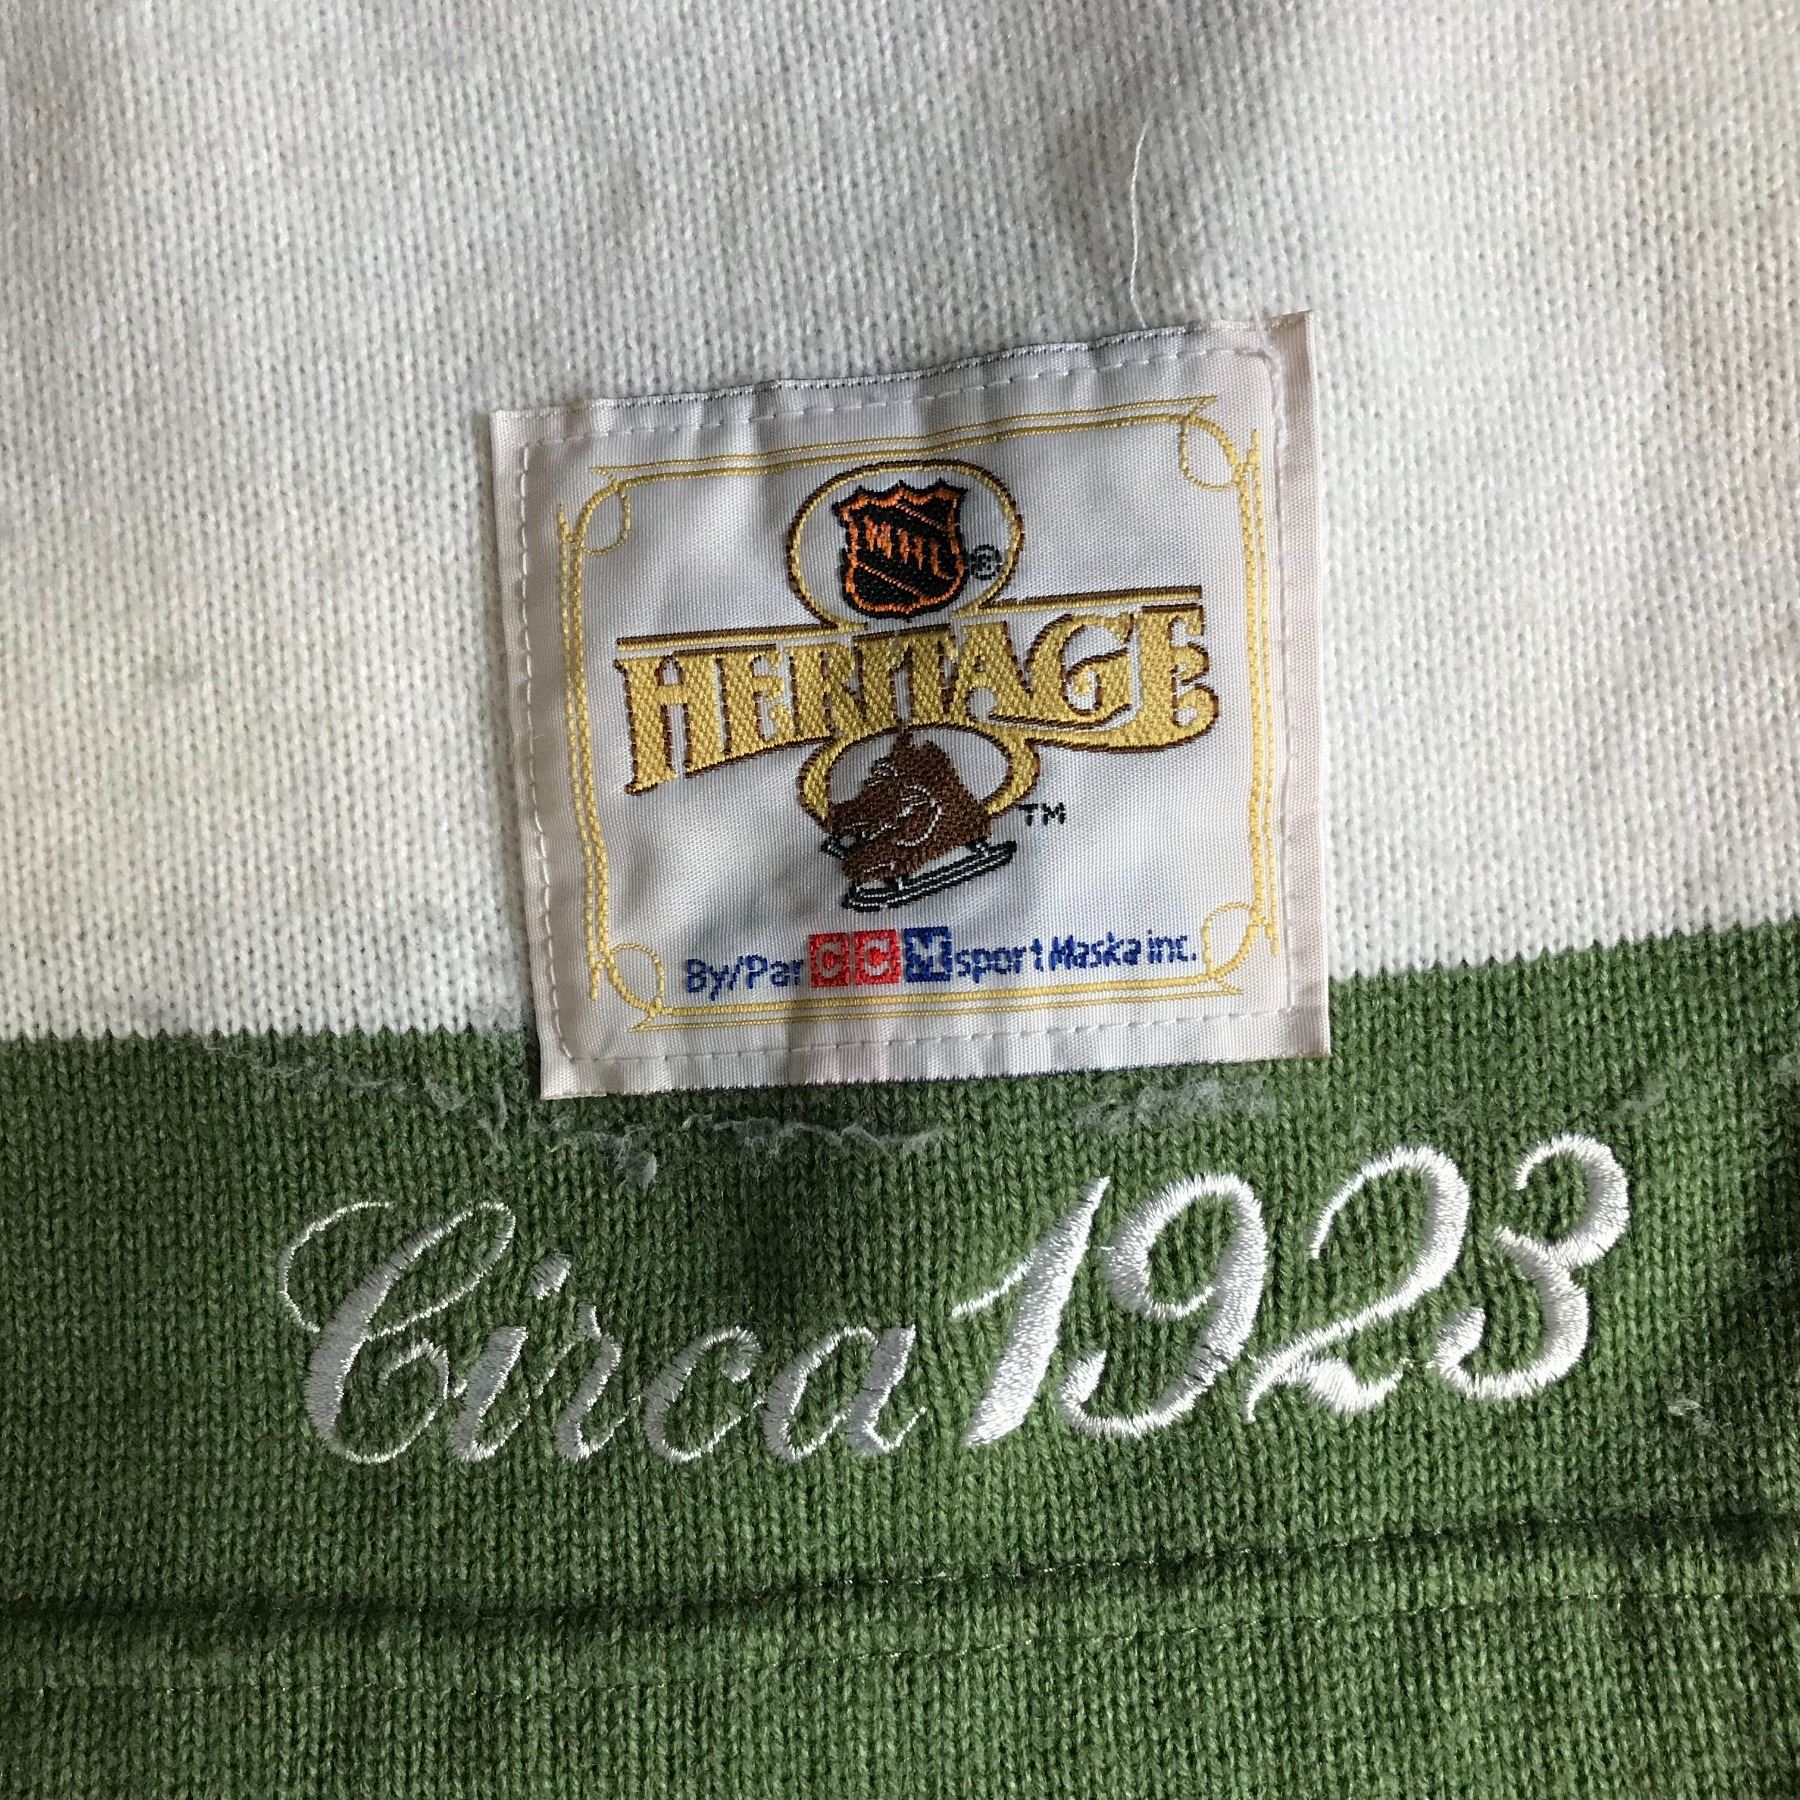 NHL ®
HERITAGE
TM
By/Par CCM sport Maska inc.
Circa 1923